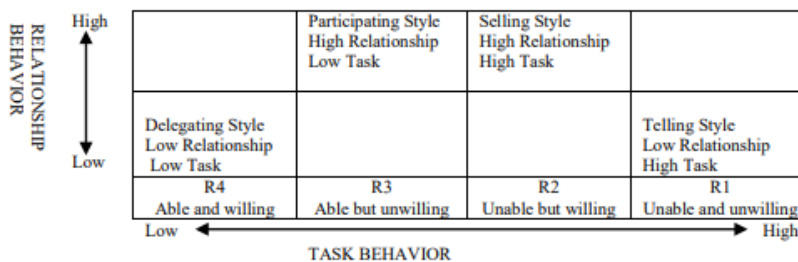 RELATIONSHIP
BEHAVIOR
High
Low
Participating Style
High Relationship
Low Task
Selling Style
High Relationship
High Task
Delegating Style
Low Relationship
Low Task
Telling Style
Low Relationship
High Task
R4
Able and willing
R3
Able but unwilling
R2
Unable but willing
R1
Unable and unwilling
Low
High
TASK BEHAVIOR